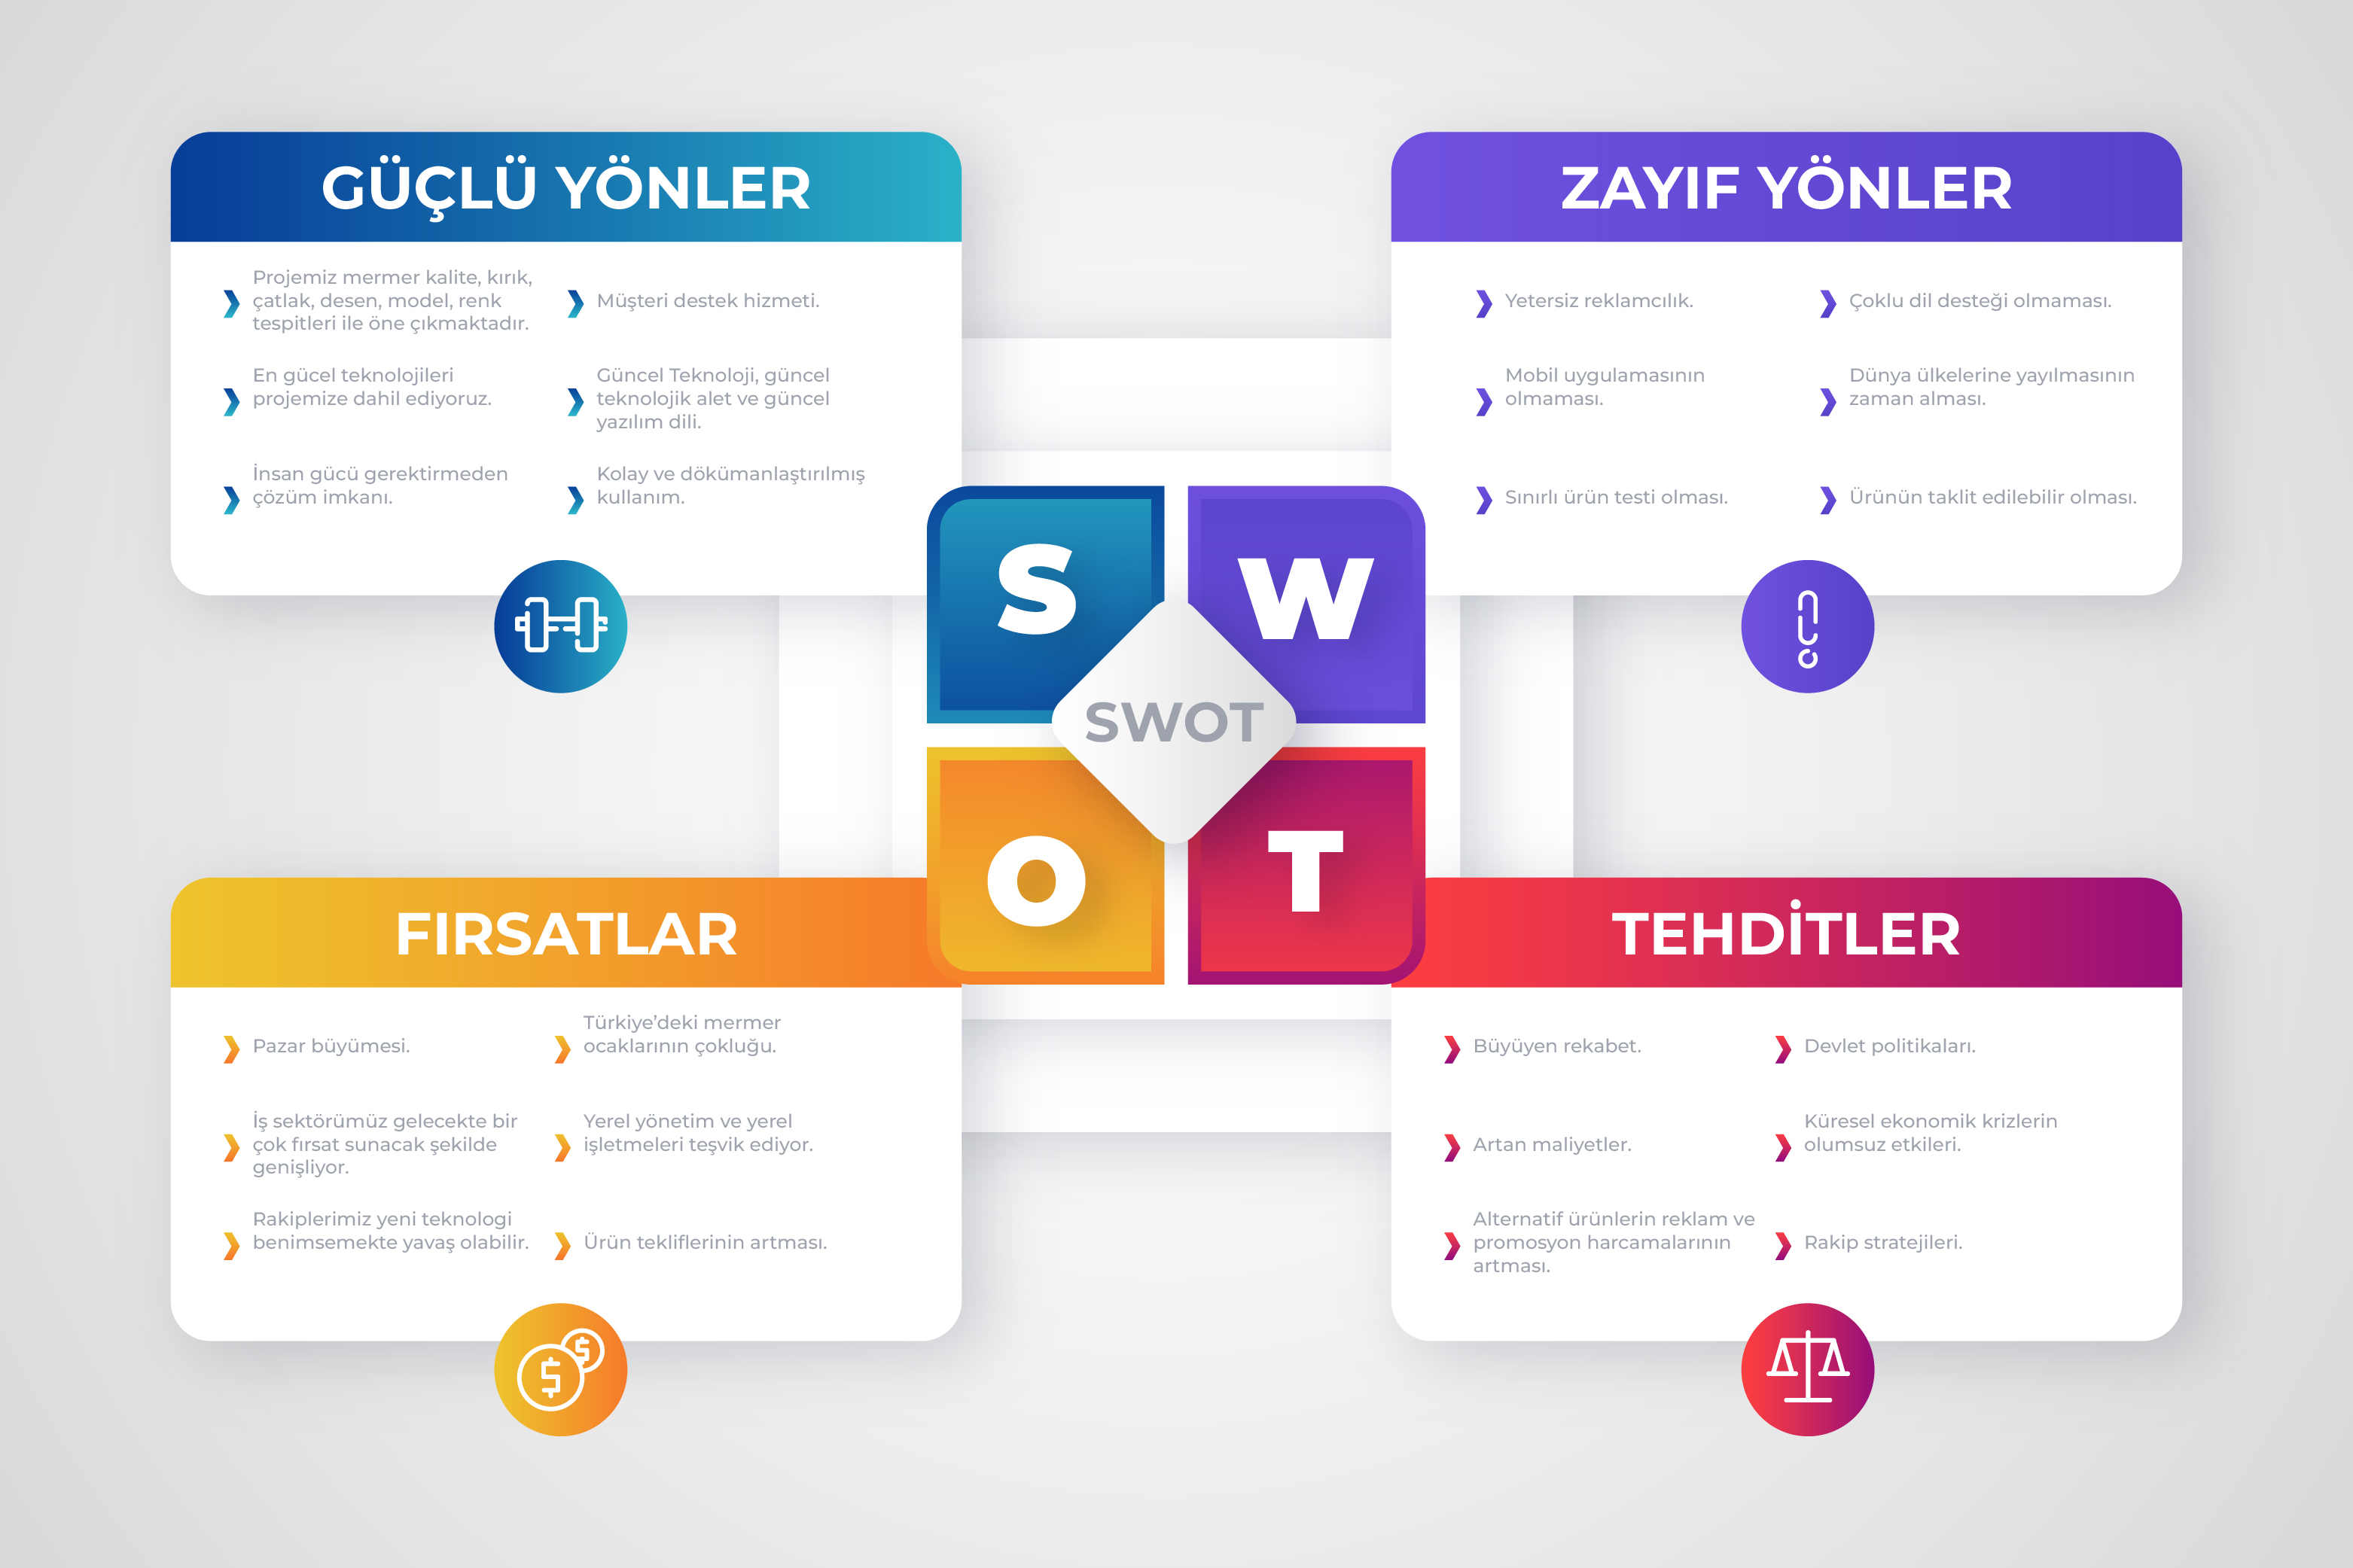 GÜÇLÜ YÖNLER
Projemiz mermer kalite, kırık,
çatlak, desen, model, renk
tespitleri ile öne çıkmaktadır.
Müşteri destek hizmeti.
En gücel teknolojileri
projemize dahil ediyoruz.
Güncel Teknoloji, güncel
teknolojik alet ve güncel
yazılım dili.
İnsan gücü gerektirmeden
çözüm imkanı.
Kolay ve dökümanlaştırılmış
kullanım.
ZAYIF YÖNLER
Yetersiz reklamcılık.
Çoklu dil desteği olmaması.
Mobil uygulamasının
olmaması.
Dünya ülkelerine yayılmasının
zaman alması.
Sınırlı ürün testi olması.
Ürünün taklit edilebilir olması.
S
W
SWOT
O
T
FIRSATLAR
Pazar büyümesi.
Türkiye’deki mermer
ocaklarının çokluğu.
İş sektörümüz gelecekte bir
çok fırsat sunacak şekilde
genişliyor.
Yerel yönetim ve yerel
işletmeleri teşvik ediyor.
Rakiplerimiz yeni teknologi
benimsemekte yavaş olabilir.
Ürün tekliflerinin artması.
$
$
TEHDİTLER
Büyüyen rekabet.
Devlet politikaları.
Artan maliyetler.
Küresel ekonomik krizlerin
olumsuz etkileri.
Alternatif ürünlerin reklam ve
promosyon harcamalarının
artması.
Rakip stratejileri.